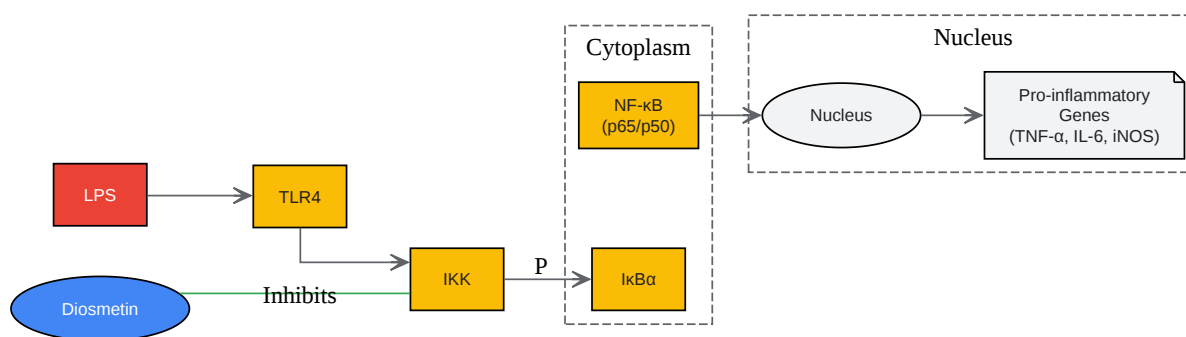 Cytoplasm
Nucleus
NF-κB
(p65/p50)
Nucleus
Pro-inflammatory
Genes
(TNF-α, IL-6, iNOS)
LPS
TLR4
IKK
P
IκBα
Inhibits
Diosmetin